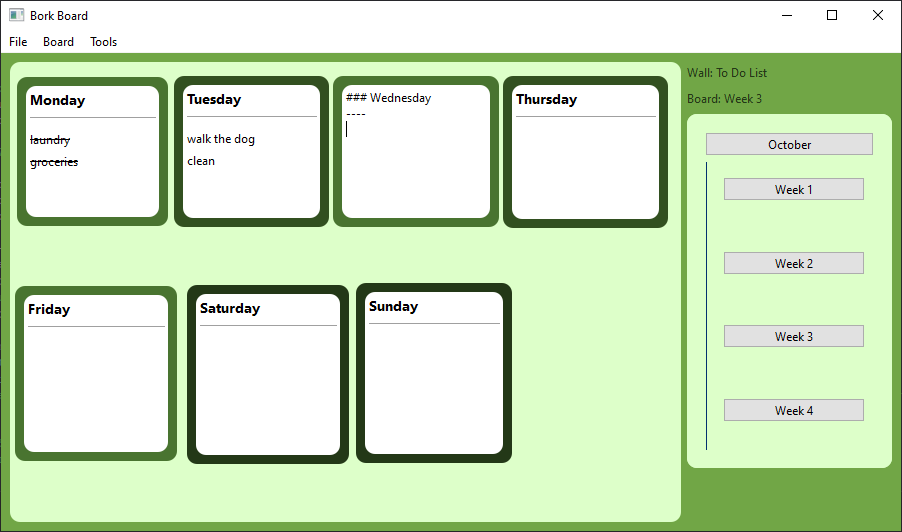 Bork Board
File Board Tools
Wall: To Do List
Board: Week 3
Monday
laundry
groceries
Tuesday
walk the dog
clean
### Wednesday
----
Thursday
Friday
Saturday
Sunday
October
Week 1
Week 2
Week 3
Week 4